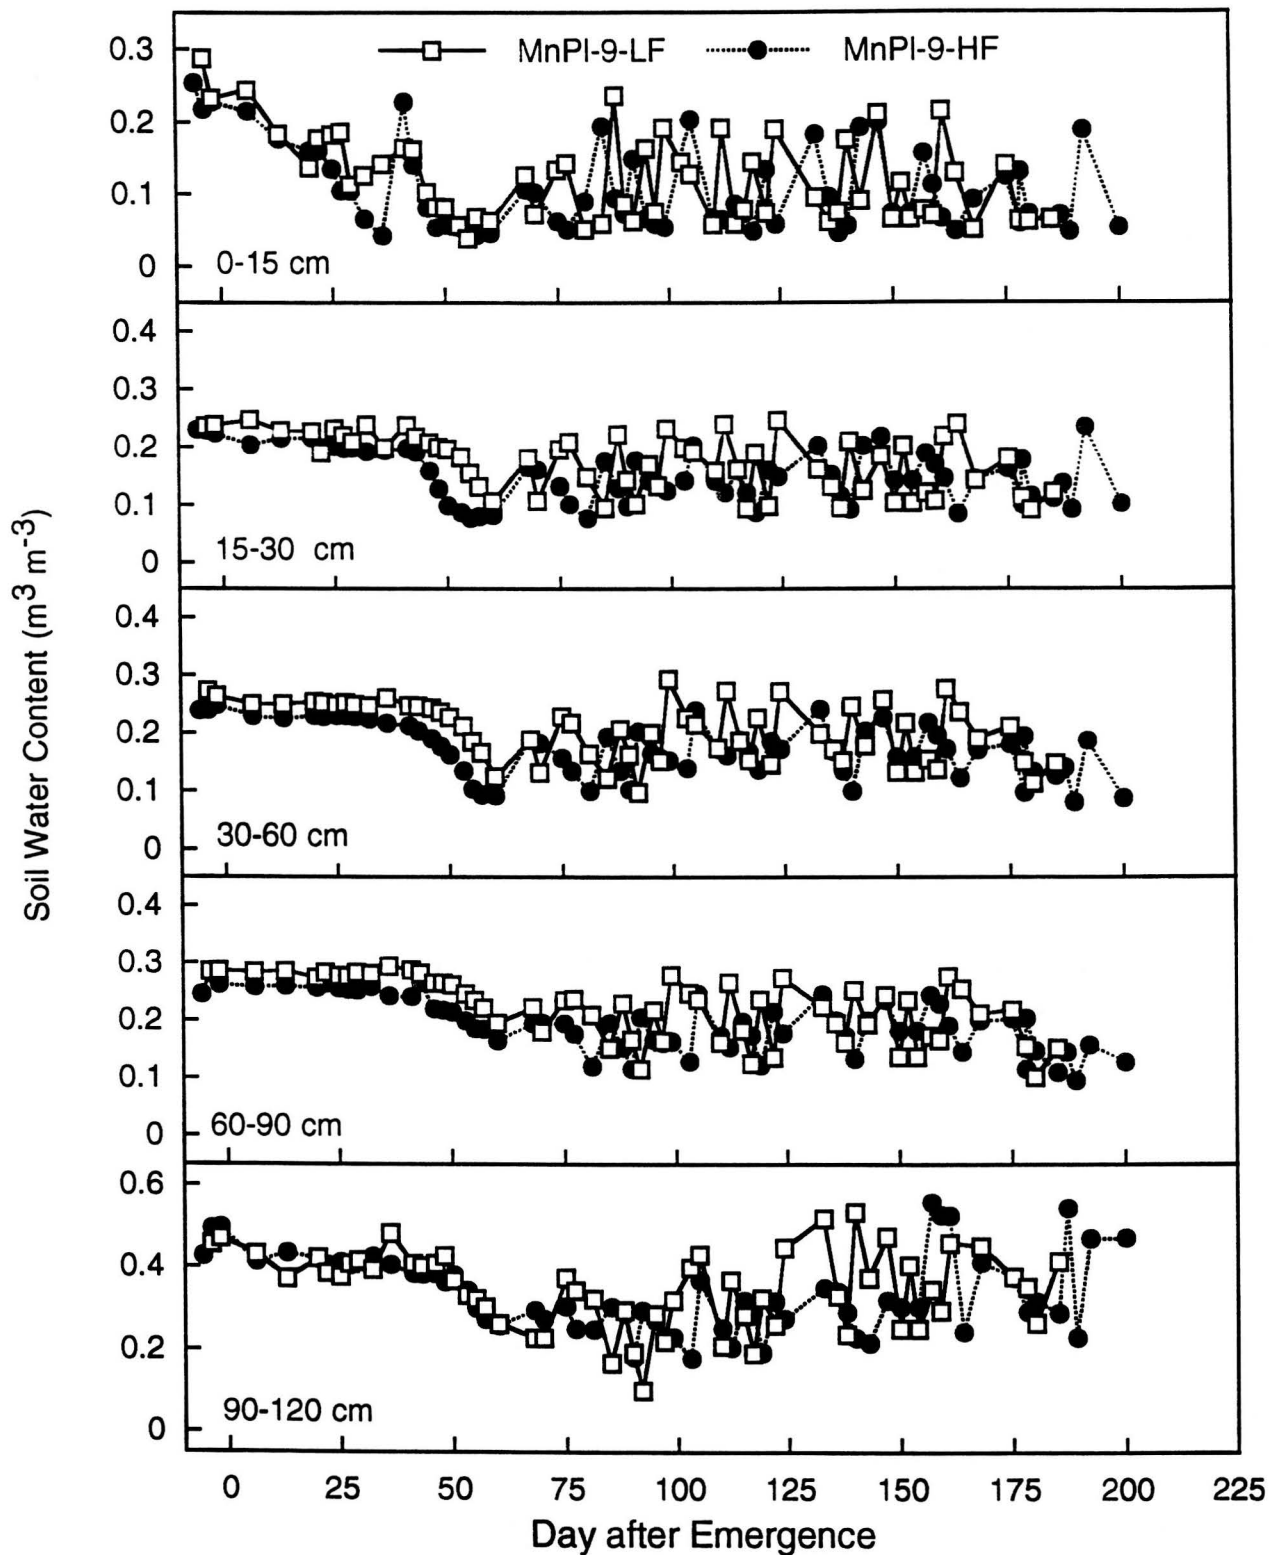 MnPl-9-LF MnPl-9-HF
0.3
0.2
0.1
0
0-15 cm
0.4
0.3
0.2
0.1
0
15-30 cm
0.4
0.3
0.2
0.1
0
30-60 cm
0.4
0.3
0.2
0.1
0
60-90 cm
0.6
0.4
0.2
0
90-120 cm
Soil Water Content (m³ m⁻³)
0 25 50 75 100 125 150 175 200 225
Day after Emergence